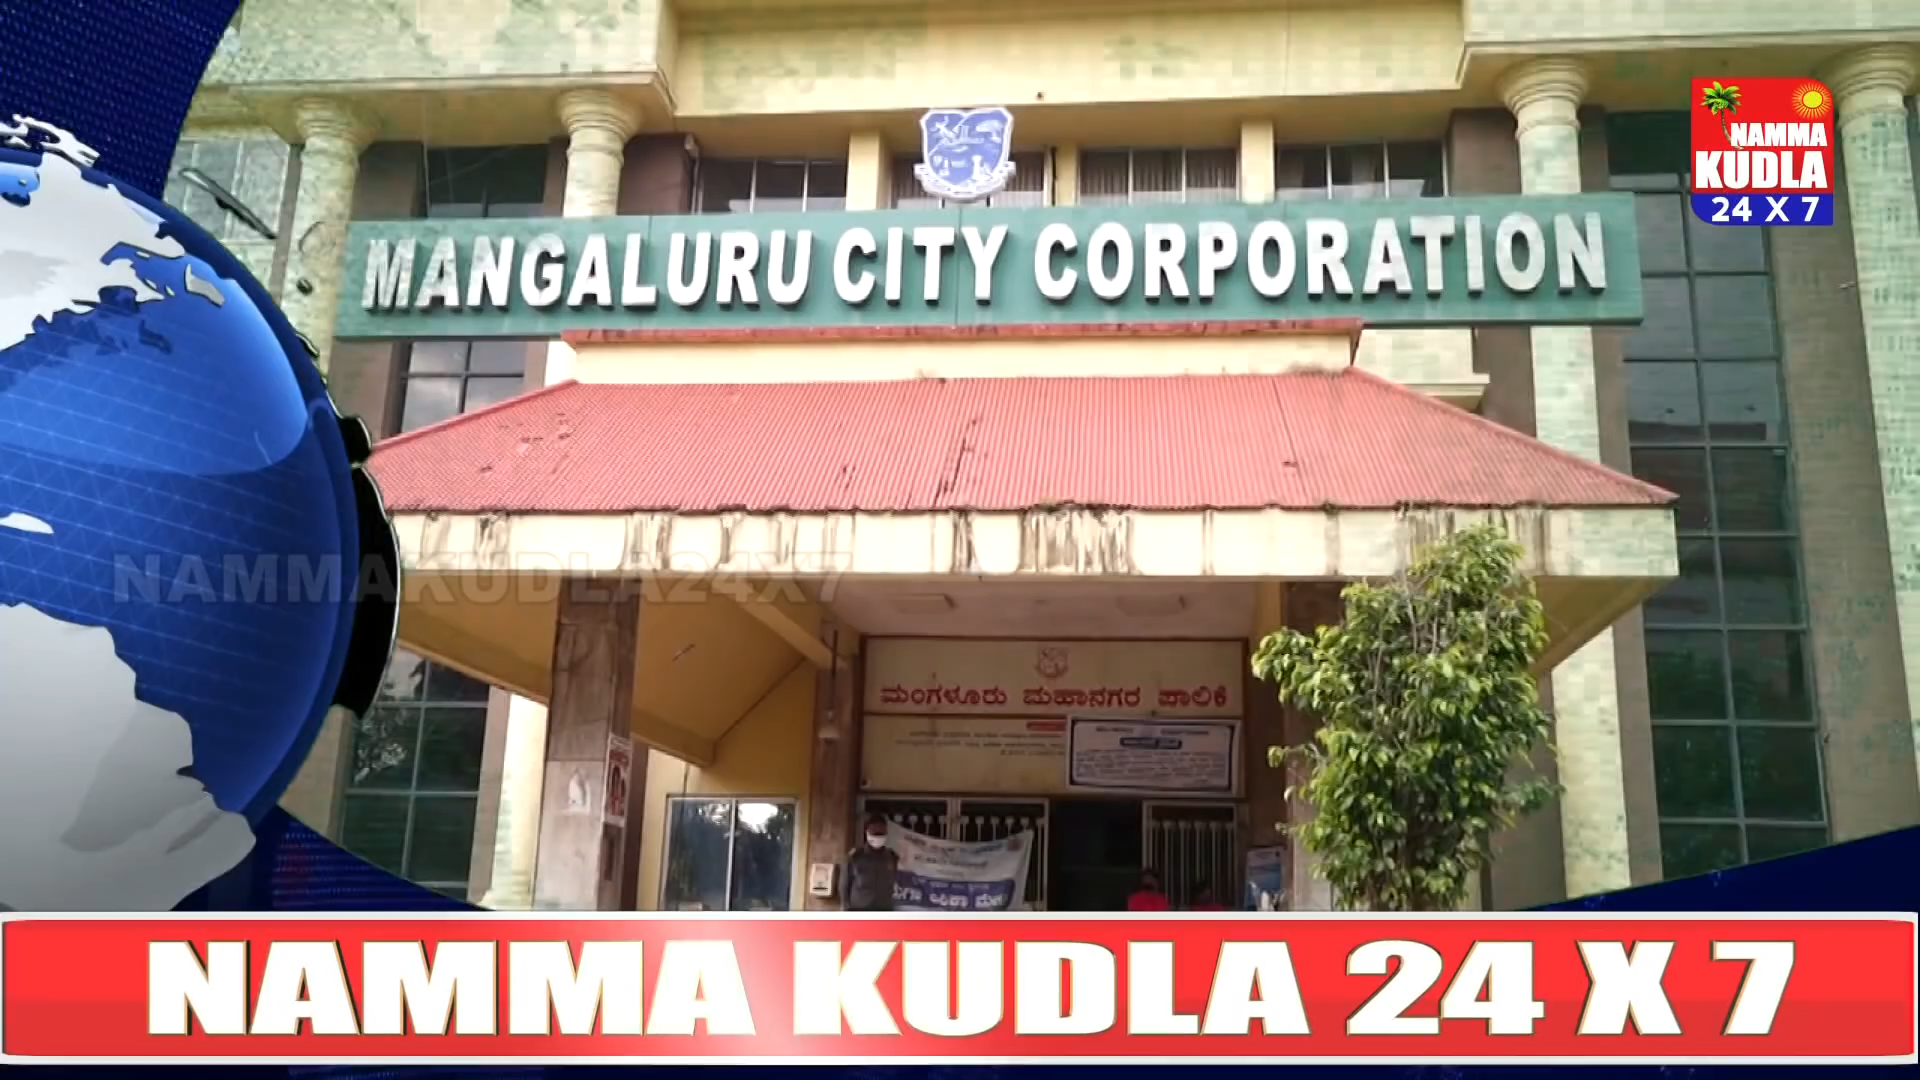 NAMMA
KUDLA
24 X 7
MANGALURU CITY CORPORATION
NAMMAKUDLA24X7
ಮಂಗಳೂರು ಮಹಾನಗರ ಪಾಲಿಕೆ
NAMMA KUDLA 24 X 7